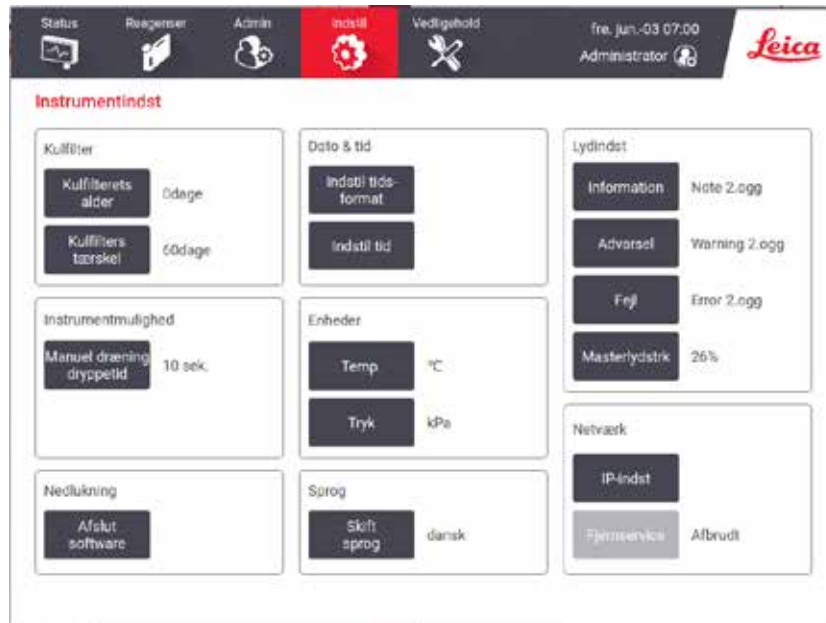 Status
Reagenser
Admin
Indstil
Vedligehold
fre. jun.-03 07:00
Administrator
Leica
Instrumentindst
Kulfilter
Kulfilterets
alder
0dage
Kulfilters
tærskel
60dage
Dato & tid
Indstil tids-
format
Indstil tid
Lydindst
Information
Note 2.ogg
Advarsel
Warning 2.ogg
Fejl
Error 2.ogg
Masterlydstrk
26%
Instrumentmulighed
Manuel dræning
dryppetid
10 sek.
Enheder
Temp
°C
Tryk
kPa
Netværk
IP-indst
Fjernservice
Afbrudt
Nedlukning
Afslut
software
Sprog
Skift
sprog
dansk